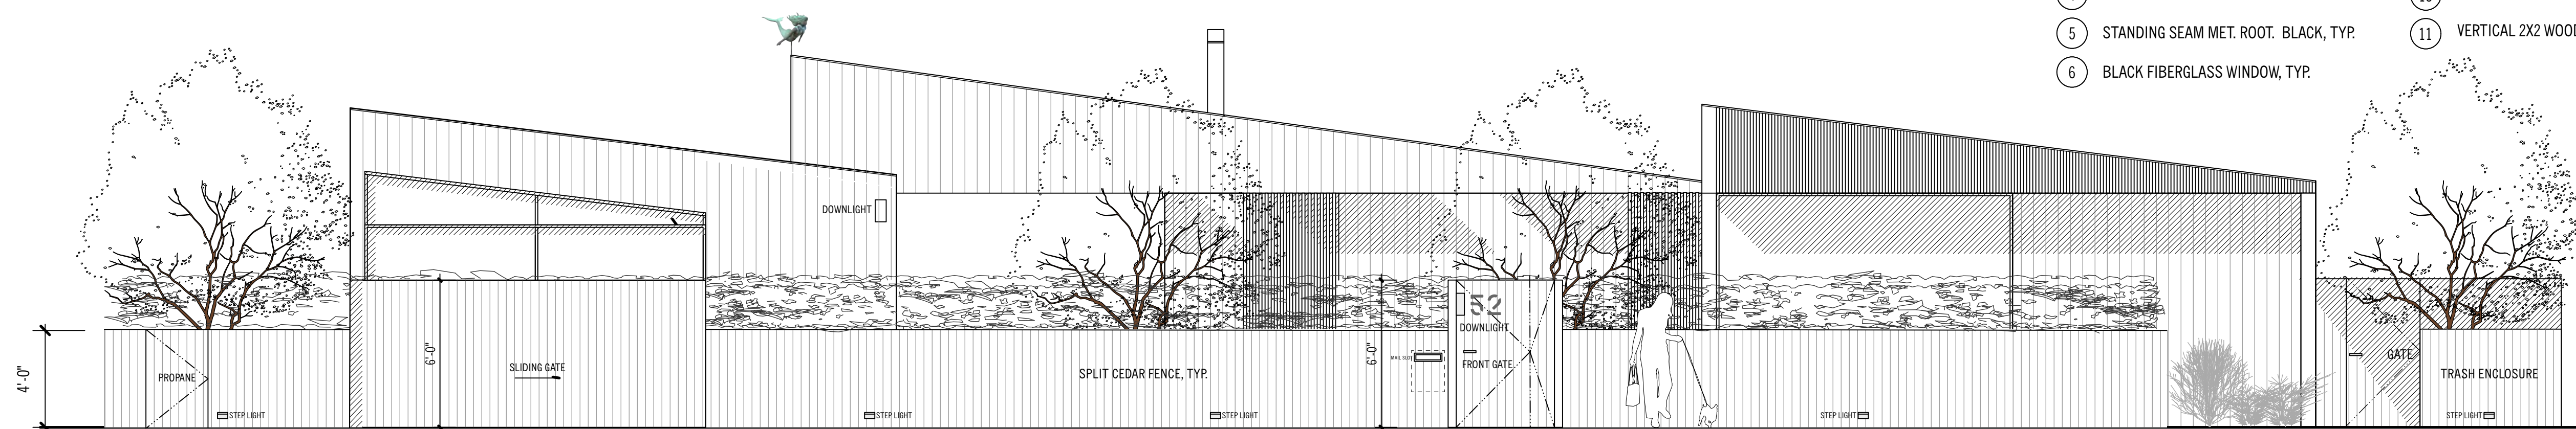 5 STANDING SEAM MET. ROOT. BLACK, TYP.
11 VERTICAL 2X2 WOOD
6 BLACK FIBERGLASS WINDOW, TYP.
DOWNLIGHT
52
DOWNLIGHT
4'-0"
6'-0"
6'-0"
PROPANE
SLIDING GATE
SPLIT CEDAR FENCE, TYP.
MAIL SLOT
FRONT GATE
GATE
TRASH ENCLOSURE
STEP LIGHT
STEP LIGHT
STEP LIGHT
STEP LIGHT
STEP LIGHT